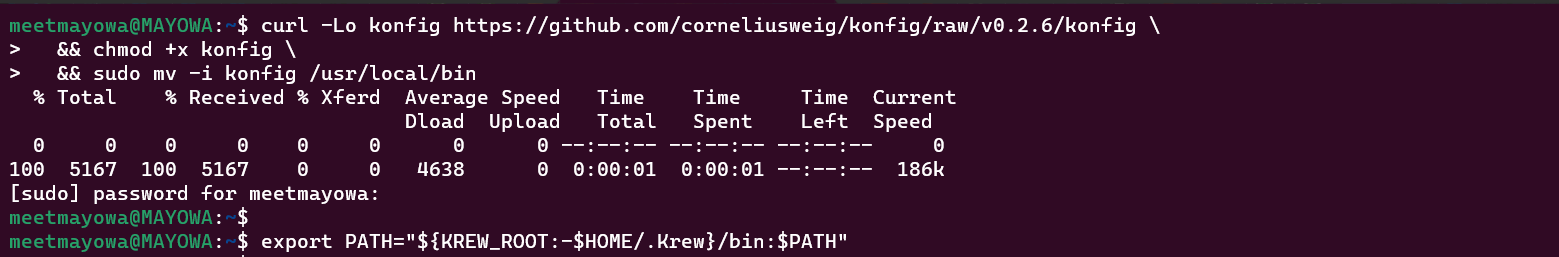 meetmayowa@MAYOWA:~$ curl -Lo konfig https://github.com/corneliusweig/konfig/raw/v0.2.6/konfig \
>   && chmod +x konfig \
>   && sudo mv -i konfig /usr/local/bin
  % Total    % Received % Xferd  Average Speed   Time    Time     Time  Current
                                 Dload  Upload   Total   Spent    Left  Speed
  0     0    0     0    0     0      0      0 --:--:-- --:--:-- --:--:--     0
100  5167  100  5167    0     0   4638      0  0:00:01  0:00:01 --:--:--  186k
[sudo] password for meetmayowa:
meetmayowa@MAYOWA:~$
meetmayowa@MAYOWA:~$ export PATH="${KREW_ROOT:-$HOME/.Krew}/bin:$PATH"